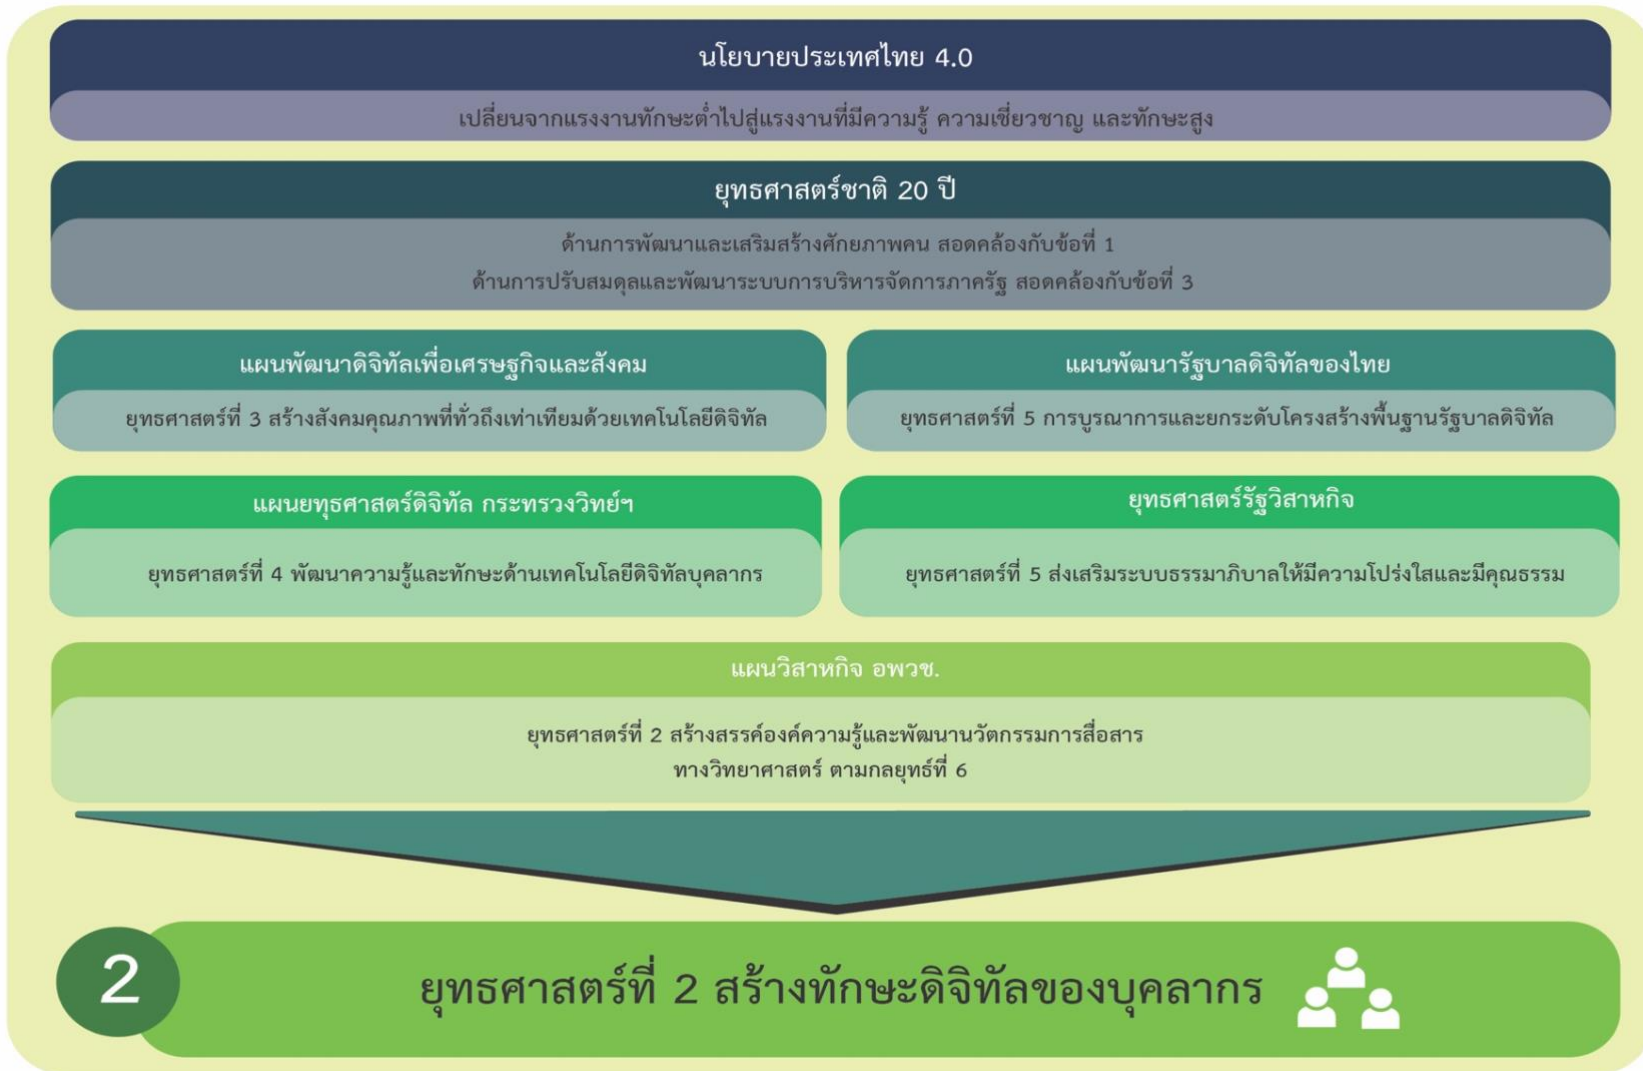 นโยบายประเทศไทย 4.0
เปลี่ยนจากแรงงานทักษะต่ำไปสู่แรงงานที่มีความรู้ ความเชี่ยวชาญ และทักษะสูง
ยุทธศาสตร์ชาติ 20 ปี
ด้านการพัฒนาและเสริมสร้างศักยภาพคน สอดคล้องกับข้อที่ 1
ด้านการปรับสมดุลและพัฒนาระบบการบริหารจัดการภาครัฐ สอดคล้องกับข้อที่ 3
แผนพัฒนาดิจิทัลเพื่อเศรษฐกิจและสังคม
ยุทธศาสตร์ที่ 3 สร้างสังคมคุณภาพที่ทั่วถึงเท่าเทียมด้วยเทคโนโลยีดิจิทัล
แผนพัฒนารัฐบาลดิจิทัลของไทย
ยุทธศาสตร์ที่ 5 การบูรณาการและยกระดับโครงสร้างพื้นฐานรัฐบาลดิจิทัล
แผนยทุธศาสตร์ดิจิทัล กระทรวงวิทย์ฯ
ยุทธศาสตร์ที่ 4 พัฒนาความรู้และทักษะด้านเทคโนโลยีดิจิทัลบุคลากร
ยุทธศาสตร์รัฐวิสาหกิจ
ยุทธศาสตร์ที่ 5 ส่งเสริมระบบธรรมาภิบาลให้มีความโปร่งใสและมีคุณธรรม
แผนวิสาหกิจ อพวช.
ยุทธศาสตร์ที่ 2 สร้างสรรค์องค์ความรู้และพัฒนานวัตกรรมการสื่อสาร
ทางวิทยาศาสตร์ ตามกลยุทธ์ที่ 6
2
ยุทธศาสตร์ที่ 2 สร้างทักษะดิจิทัลของบุคลากร